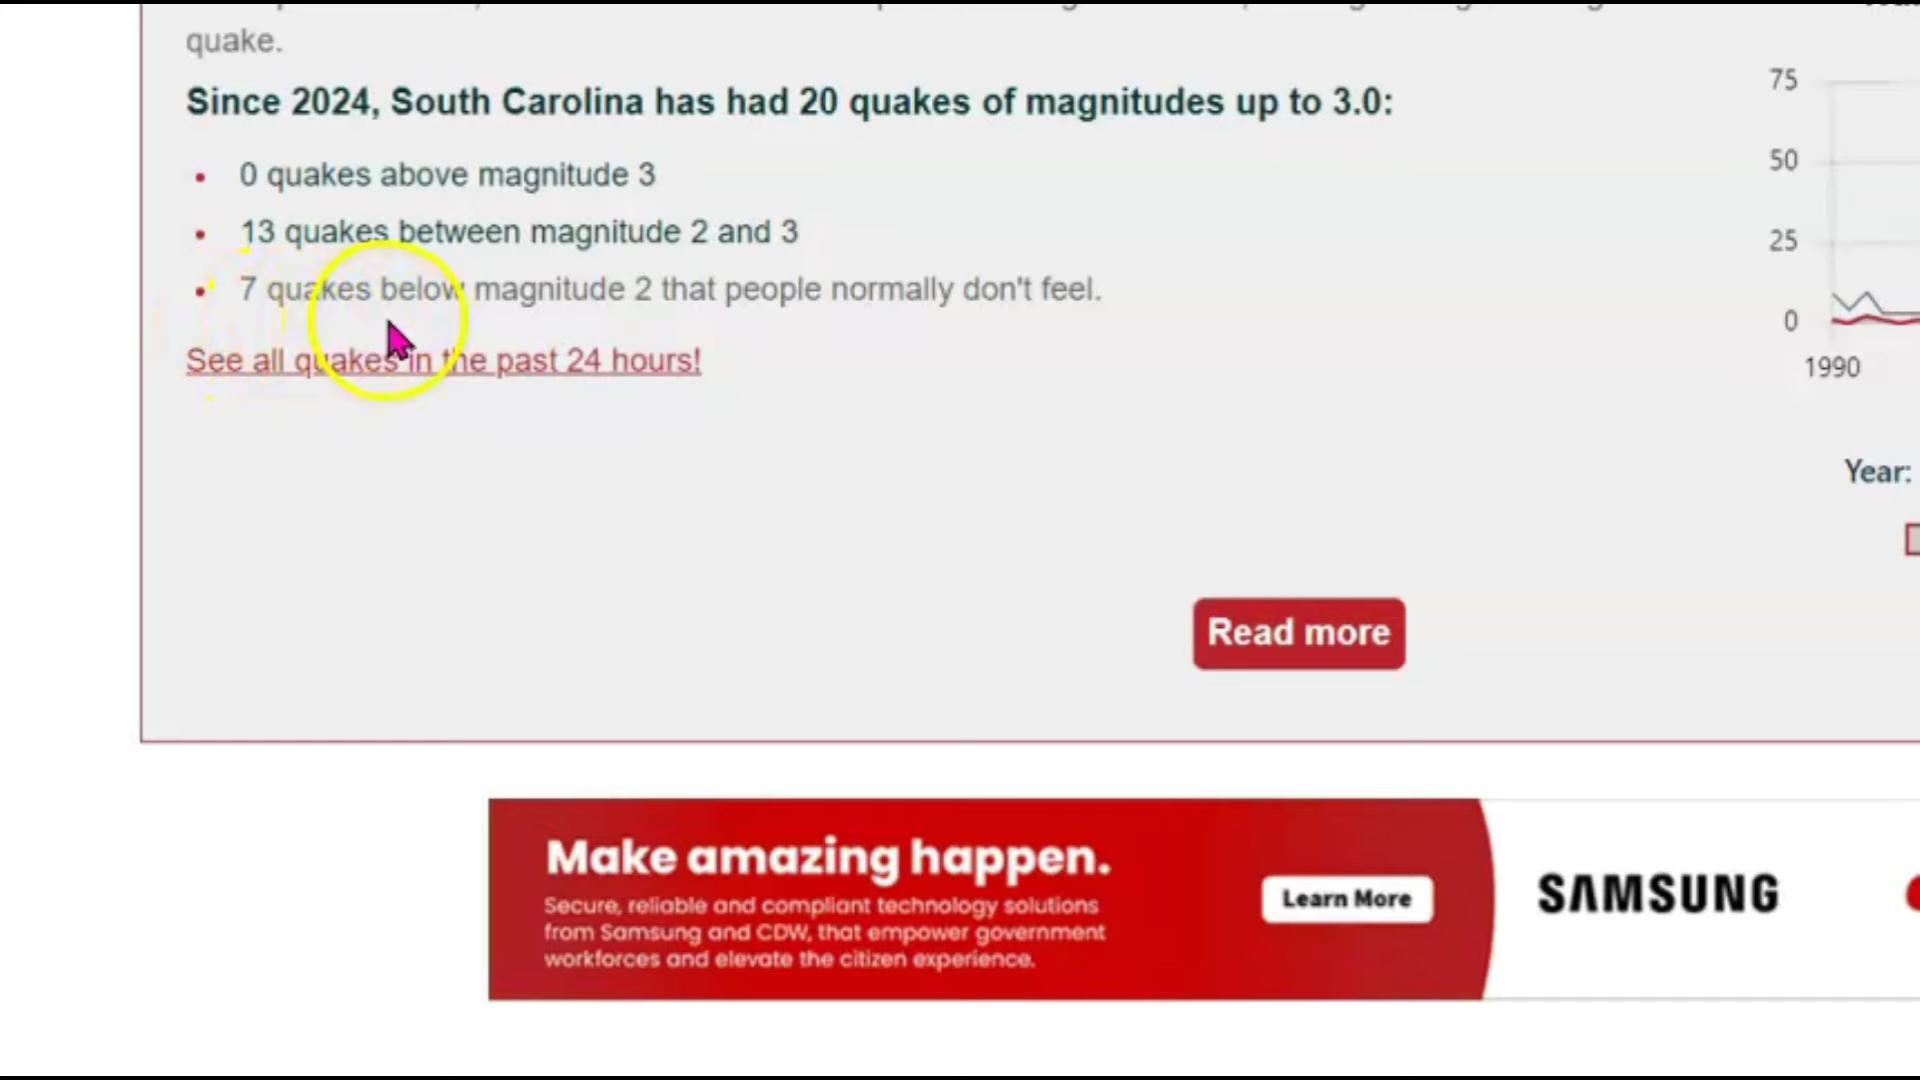 quake.
Since 2024, South Carolina has had 20 quakes of magnitudes up to 3.0:
0 quakes above magnitude 3
13 quakes between magnitude 2 and 3
7 quakes below magnitude 2 that people normally don't feel.
See all quakes in the past 24 hours!
75
50
25
0
1990
Year:
Read more
Make amazing happen.
Secure, reliable and compliant technology solutions
from Samsung and CDW, that empower government
workforces and elevate the citizen experience.
Learn More
SAMSUNG